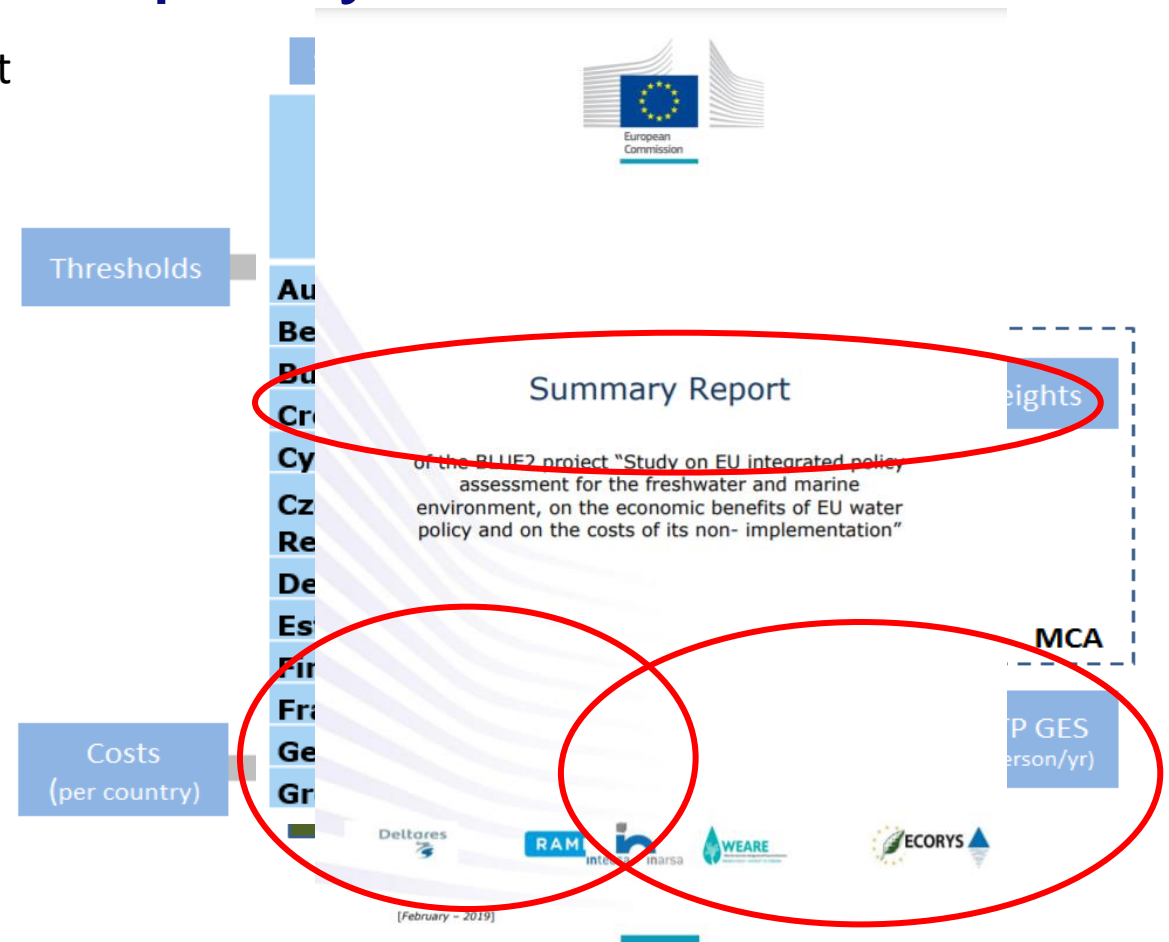 t
European
Commission
Thresholds
Au
Be
Bu
Cro
Cy
Cz
Re
De
Es
Fin
Fra
Ge
Gr
Summary Report
of the BLUE2 project “Study on EU integrated policy
assessment for the freshwater and marine
environment, on the economic benefits of EU water
policy and on the costs of its non- implementation”
eights
MCA
Costs
(per country)
P GES
erson/yr)
Deltares
RAM
inarsa
WEARE
ECORYS
[February – 2019]